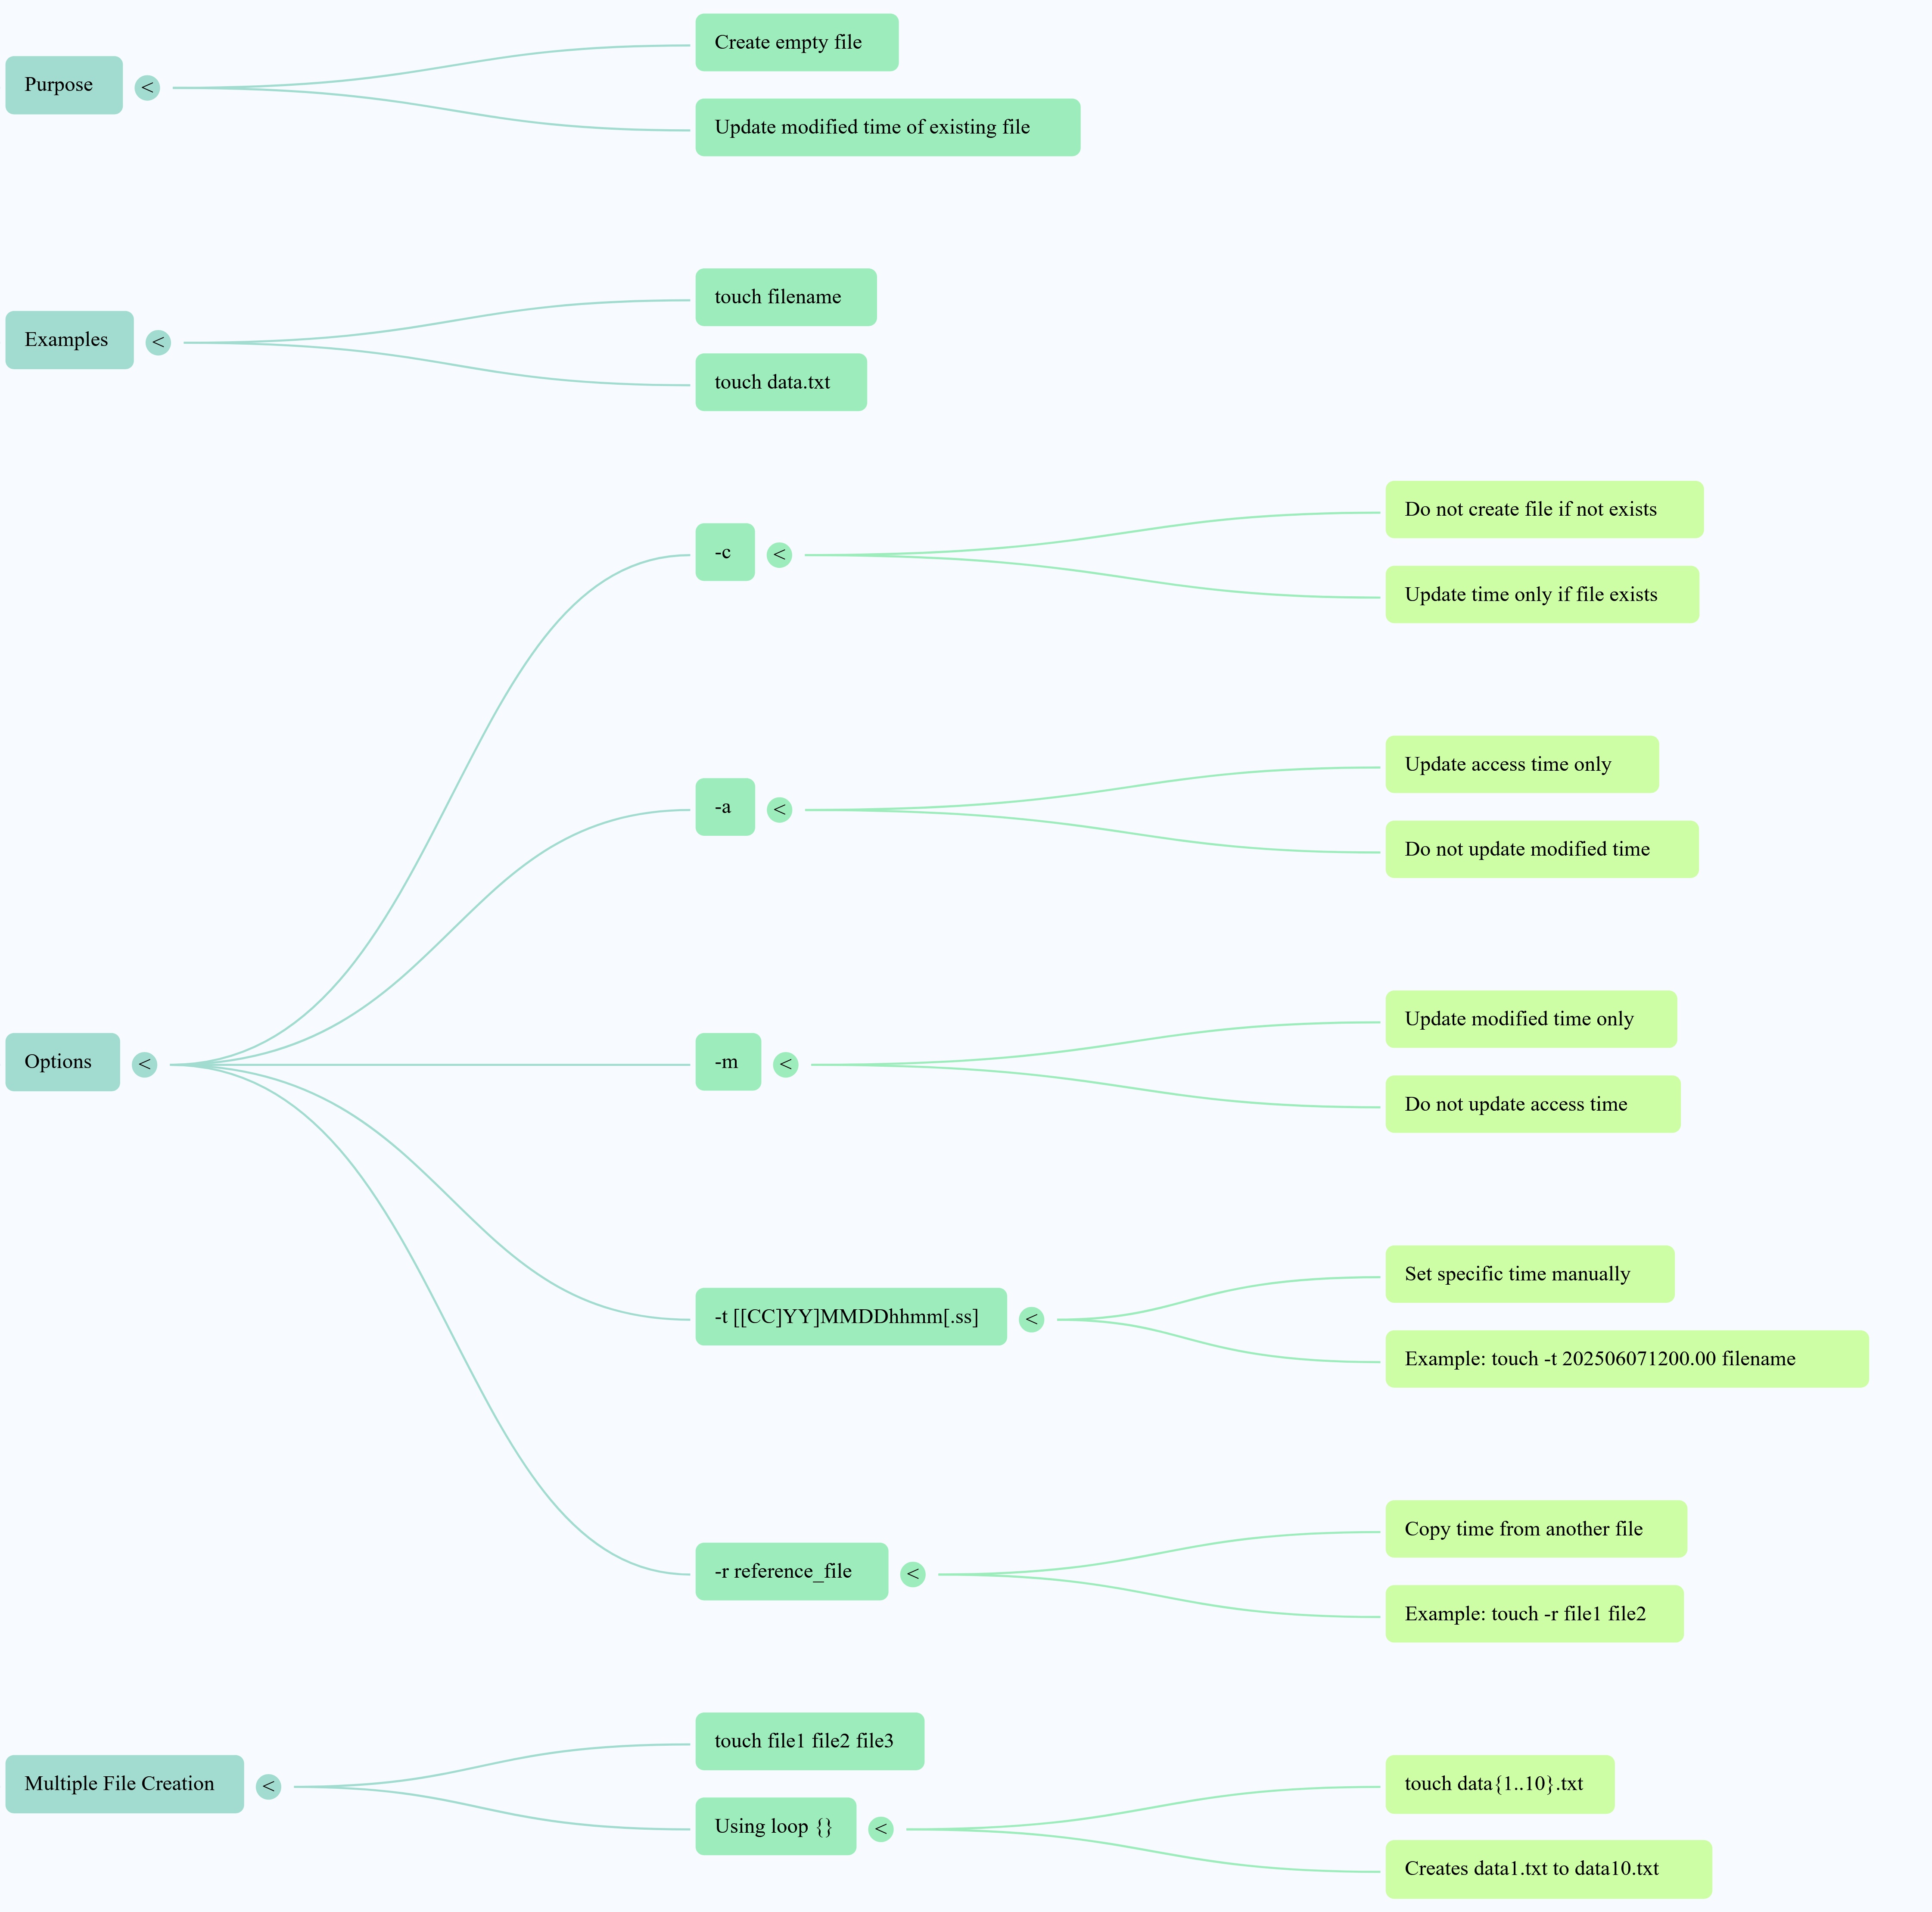 Purpose <
Create empty file
Update modified time of existing file
Examples <
touch filename
touch data.txt
Options <
-c <
Do not create file if not exists
Update time only if file exists
-a <
Update access time only
Do not update modified time
-m <
Update modified time only
Do not update access time
-t [[CC]YY]MMDDhhmm[.ss] <
Set specific time manually
Example: touch -t 202506071200.00 filename
-r reference_file <
Copy time from another file
Example: touch -r file1 file2
Multiple File Creation <
touch file1 file2 file3
Using loop {} <
touch data{1..10}.txt
Creates data1.txt to data10.txt